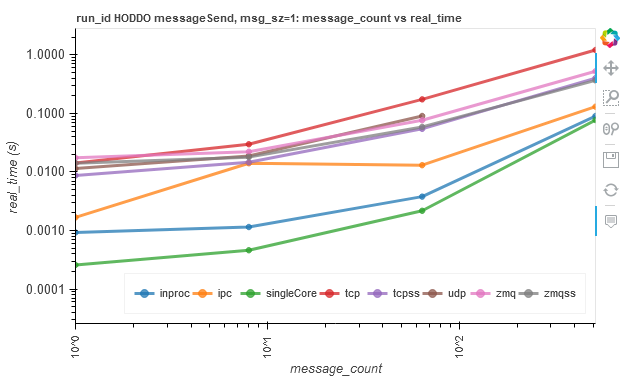 run_id HODDO messageSend, msg_sz=1: message_count vs real_time
1.0000
0.1000
0.0100
0.0010
0.0001
real_time (s)
inproc ipc singleCore tcp tcpss udp zmq zmqss
10^0 10^1 10^2
message_count